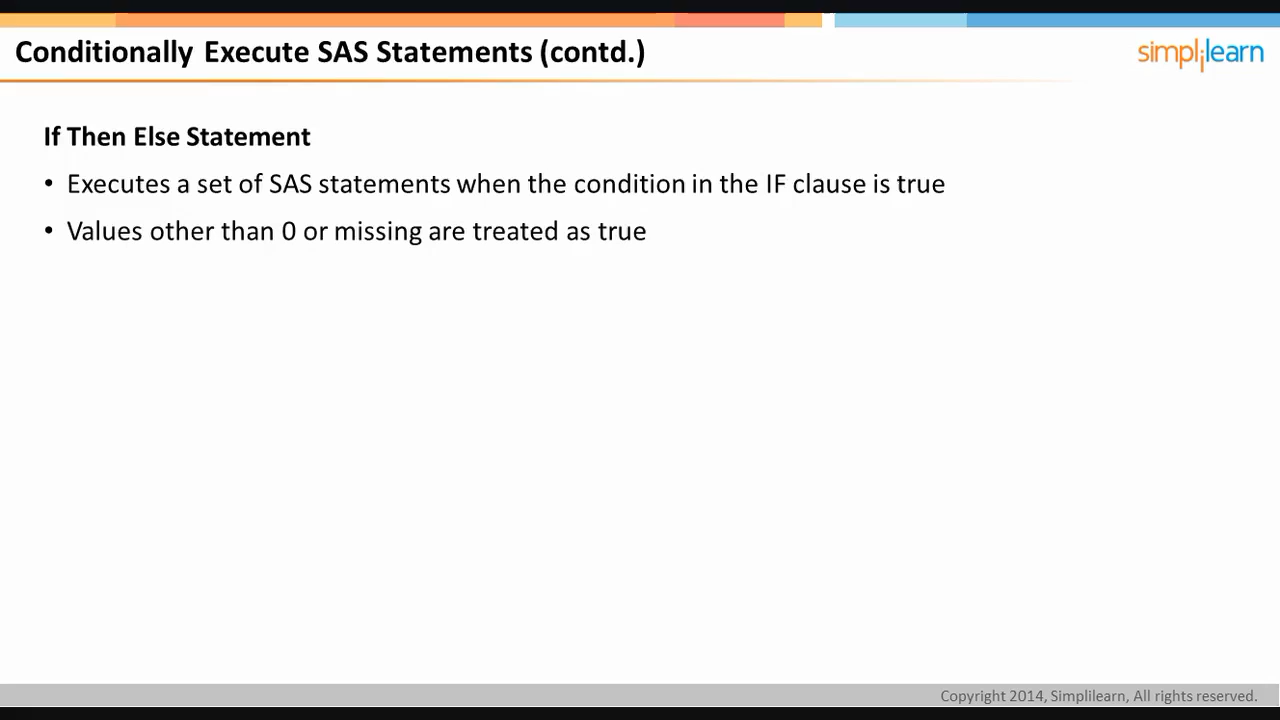 Conditionally Execute SAS Statements (contd.)
simplilearn
If Then Else Statement
• Executes a set of SAS statements when the condition in the IF clause is true
• Values other than 0 or missing are treated as true
Copyright 2014, Simplilearn, All rights reserved.